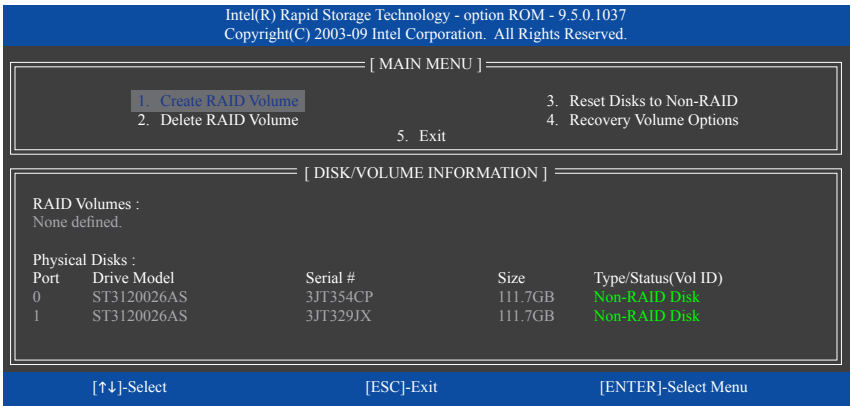 Intel(R) Rapid Storage Technology - option ROM - 9.5.0.1037
Copyright(C) 2003-09 Intel Corporation. All Rights Reserved.
[ MAIN MENU ]
1. Create RAID Volume 3. Reset Disks to Non-RAID
2. Delete RAID Volume 4. Recovery Volume Options
5. Exit
[ DISK/VOLUME INFORMATION ]
RAID Volumes :
None defined.
Physical Disks :
Port Drive Model Serial # Size Type/Status(Vol ID)
0 ST3120026AS 3JT354CP 111.7GB Non-RAID Disk
1 ST3120026AS 3JT329JX 111.7GB Non-RAID Disk
[↑↓]-Select [ESC]-Exit [ENTER]-Select Menu